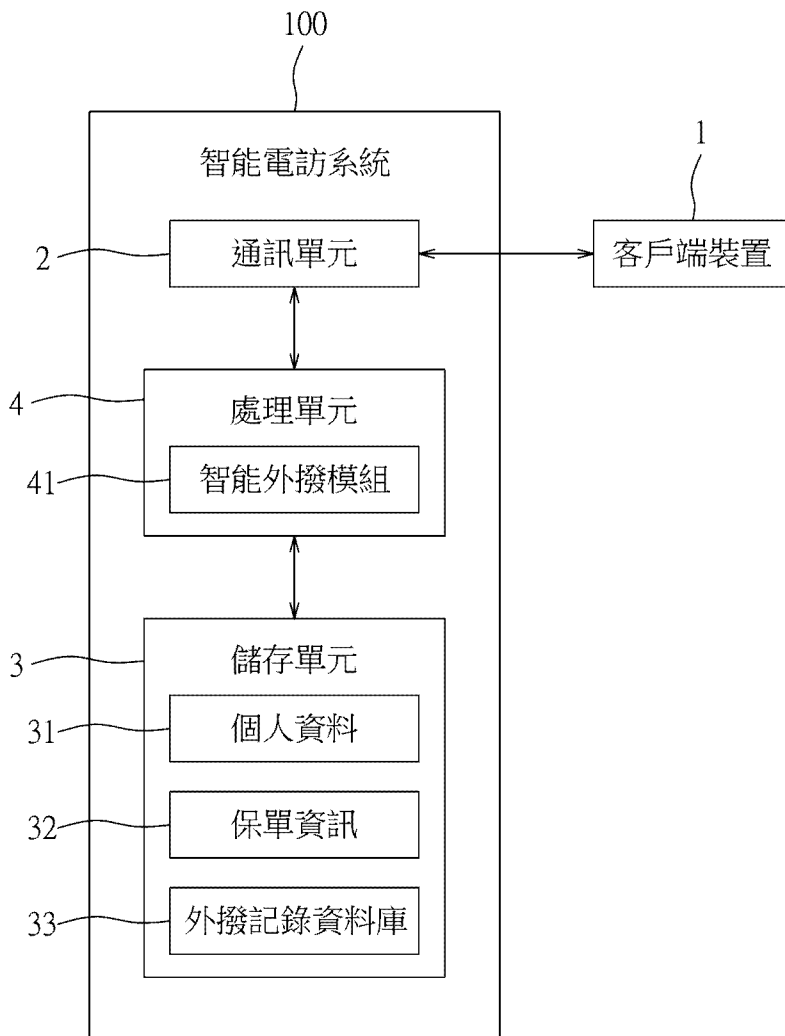 100
智能電訪系統
1
2
通訊單元
客戶端裝置
4
處理單元
41
智能外撥模組
3
儲存單元
31
個人資料
32
保單資訊
33
外撥記錄資料庫